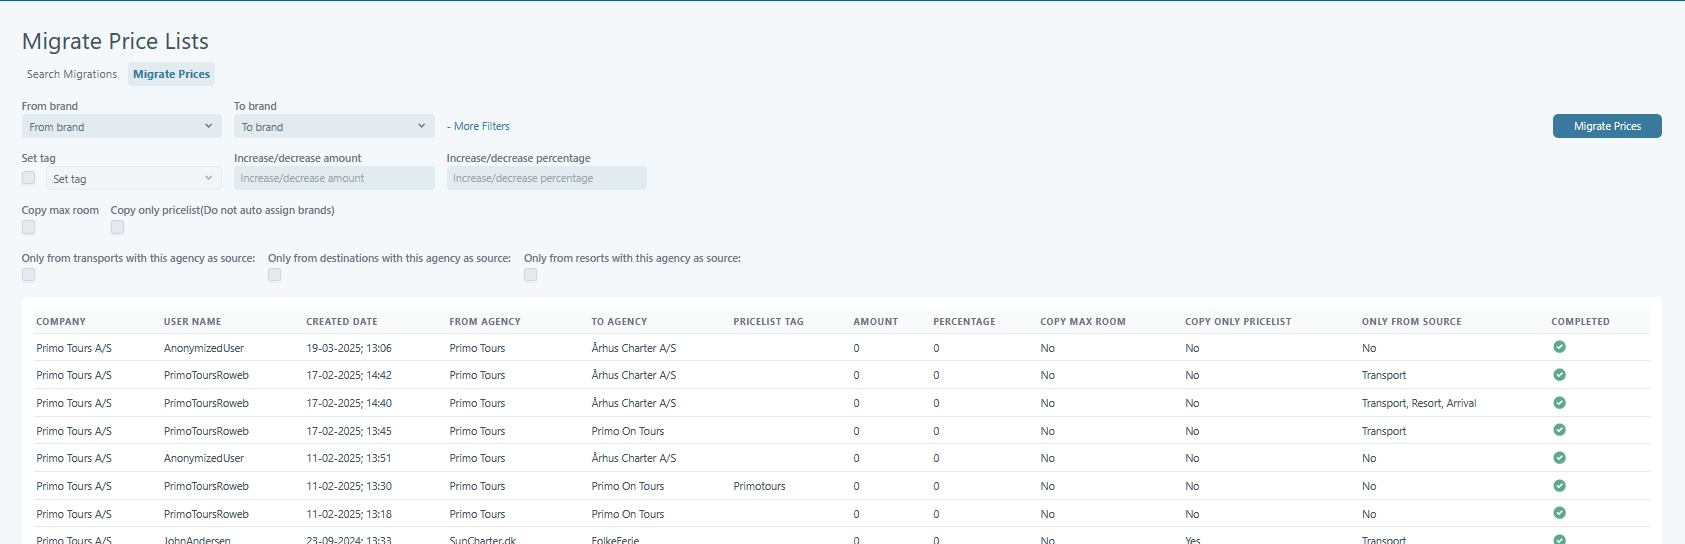 Migrate Price Lists
Search Migrations Migrate Prices
From brand To brand
From brand To brand - More Filters Migrate Prices
Set tag Increase/decrease amount Increase/decrease percentage
Set tag Increase/decrease amount Increase/decrease percentage
Copy max room Copy only pricelist(Do not auto assign brands)
Only from transports with this agency as source: Only from destinations with this agency as source: Only from resorts with this agency as source:
COMPANY USER NAME CREATED DATE FROM AGENCY TO AGENCY PRICELIST TAG AMOUNT PERCENTAGE COPY MAX ROOM COPY ONLY PRICELIST ONLY FROM SOURCE COMPLETED
Primo Tours A/S AnonymizedUser 19-03-2025; 13:06 Primo Tours Århus Charter A/S 0 0 No No No
Primo Tours A/S PrimoToursRoweb 17-02-2025; 14:42 Primo Tours Århus Charter A/S 0 0 No No Transport
Primo Tours A/S PrimoToursRoweb 17-02-2025; 14:40 Primo Tours Århus Charter A/S 0 0 No No Transport, Resort, Arrival
Primo Tours A/S PrimoToursRoweb 17-02-2025; 13:45 Primo Tours Primo On Tours 0 0 No No Transport
Primo Tours A/S AnonymizedUser 11-02-2025; 13:51 Primo Tours Århus Charter A/S 0 0 No No No
Primo Tours A/S PrimoToursRoweb 11-02-2025; 13:30 Primo Tours Primo On Tours Primotours 0 0 No No No
Primo Tours A/S PrimoToursRoweb 11-02-2025; 13:18 Primo Tours Primo On Tours 0 0 No No No
Primo Tours A/S JohnAndersen 23-09-2024; 13:33 SunCharter.dk FolkeFerie 0 0 No Yes Transport